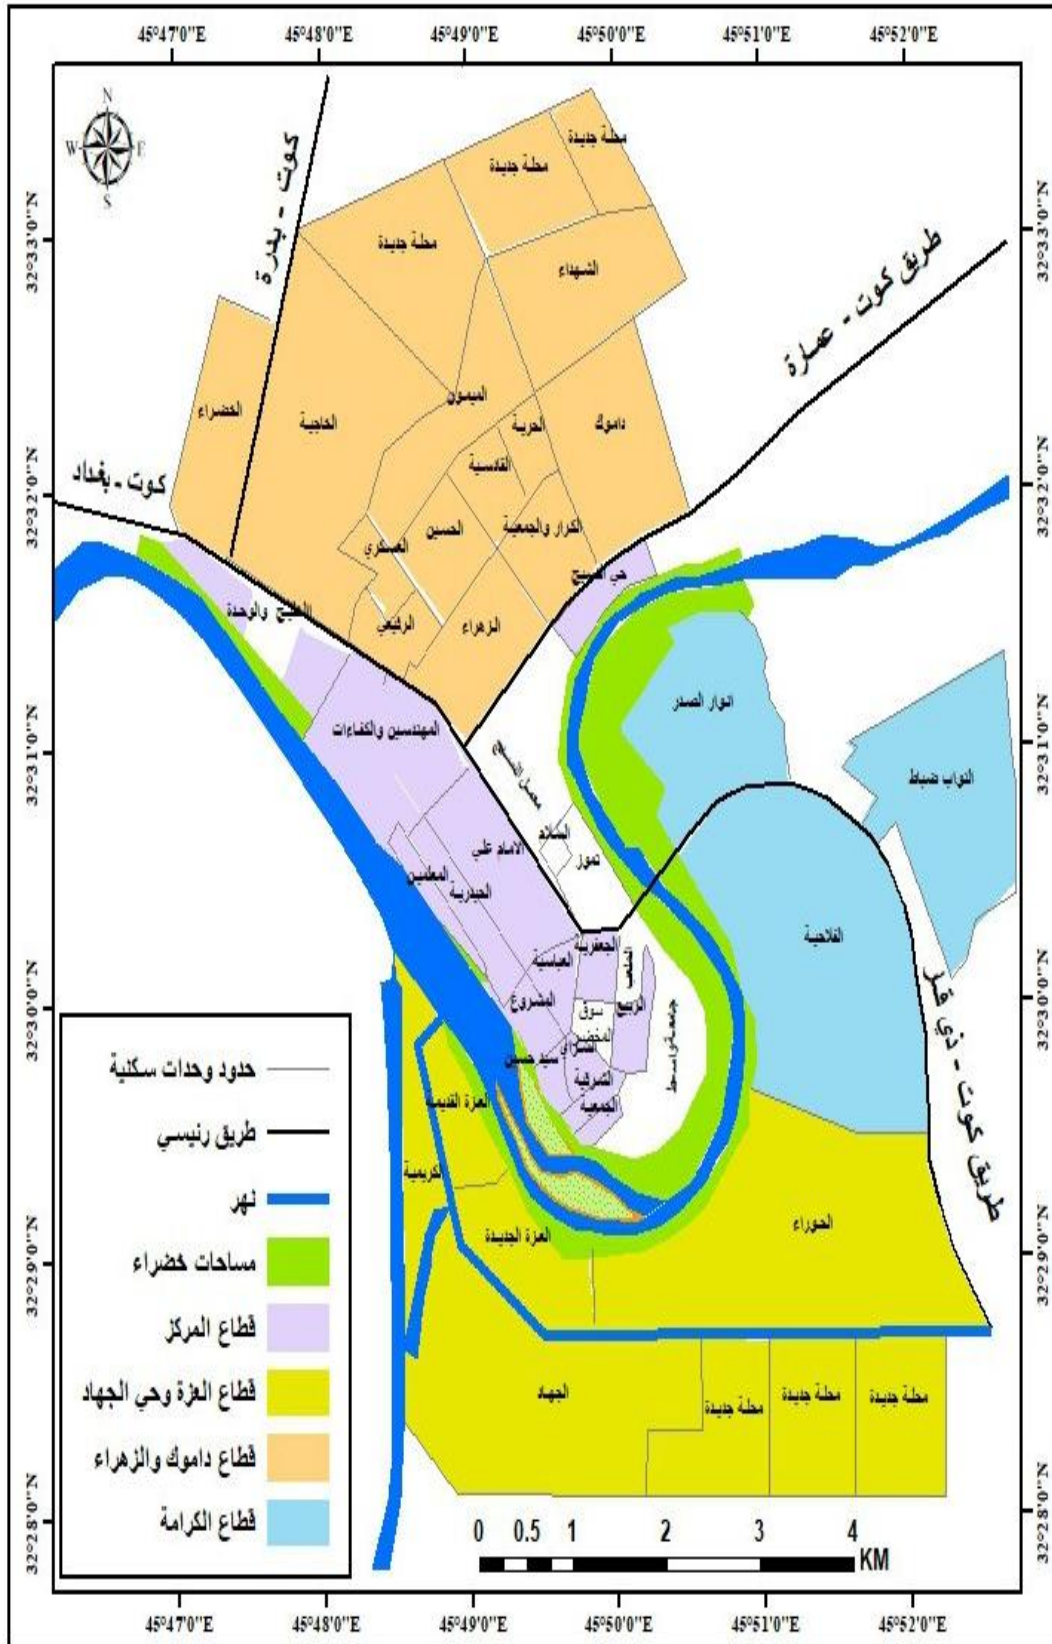 45°47'0"E 45°48'0"E 45°49'0"E 45°50'0"E 45°51'0"E 45°52'0"E
N
W E
S
32°33'0"N
32°32'0"N
32°31'0"N
32°30'0"N
32°29'0"N
32°28'0"N
32°33'0"N
32°32'0"N
32°31'0"N
32°30'0"N
32°29'0"N
32°28'0"N
كوت - بدرة
طريق كوت - عمارة
كوت - بغداد
طريق كوت - ذي قار
محلة جديدة
محلة جديدة
محلة جديدة
الشهداء
الخضراء
الخاجية
الميمون
الحرية
داموك
القادسية
الحسين
الكرار والجمعية
العسكري
الرفيعي
الزهراء
والوحدة
المهندسين والكفاءات
انوار الصدر
النواب ضباط
السلام
تموز
الامام علي
المعلمين
الحيدرية
الفلاحية
الجعفرية
العباسية
الملعب
الربيع
المشروع
سوق
المخضر
سيد حسين
الشرقية
الجمعية
جامعة واسط
العزة القديمة
الكريمية
العزة الجديدة
الحوراء
الجهاد
محلة جديدة
محلة جديدة
محلة جديدة
حدود وحدات سكنية
طريق رئيسي
نهر
مساحات خضراء
قطاع المركز
قطاع العزة وحي الجهاد
قطاع داموك والزهراء
قطاع الكرامة
0 0.5 1 2 3 4
KM
45°47'0"E 45°48'0"E 45°49'0"E 45°50'0"E 45°51'0"E 45°52'0"E